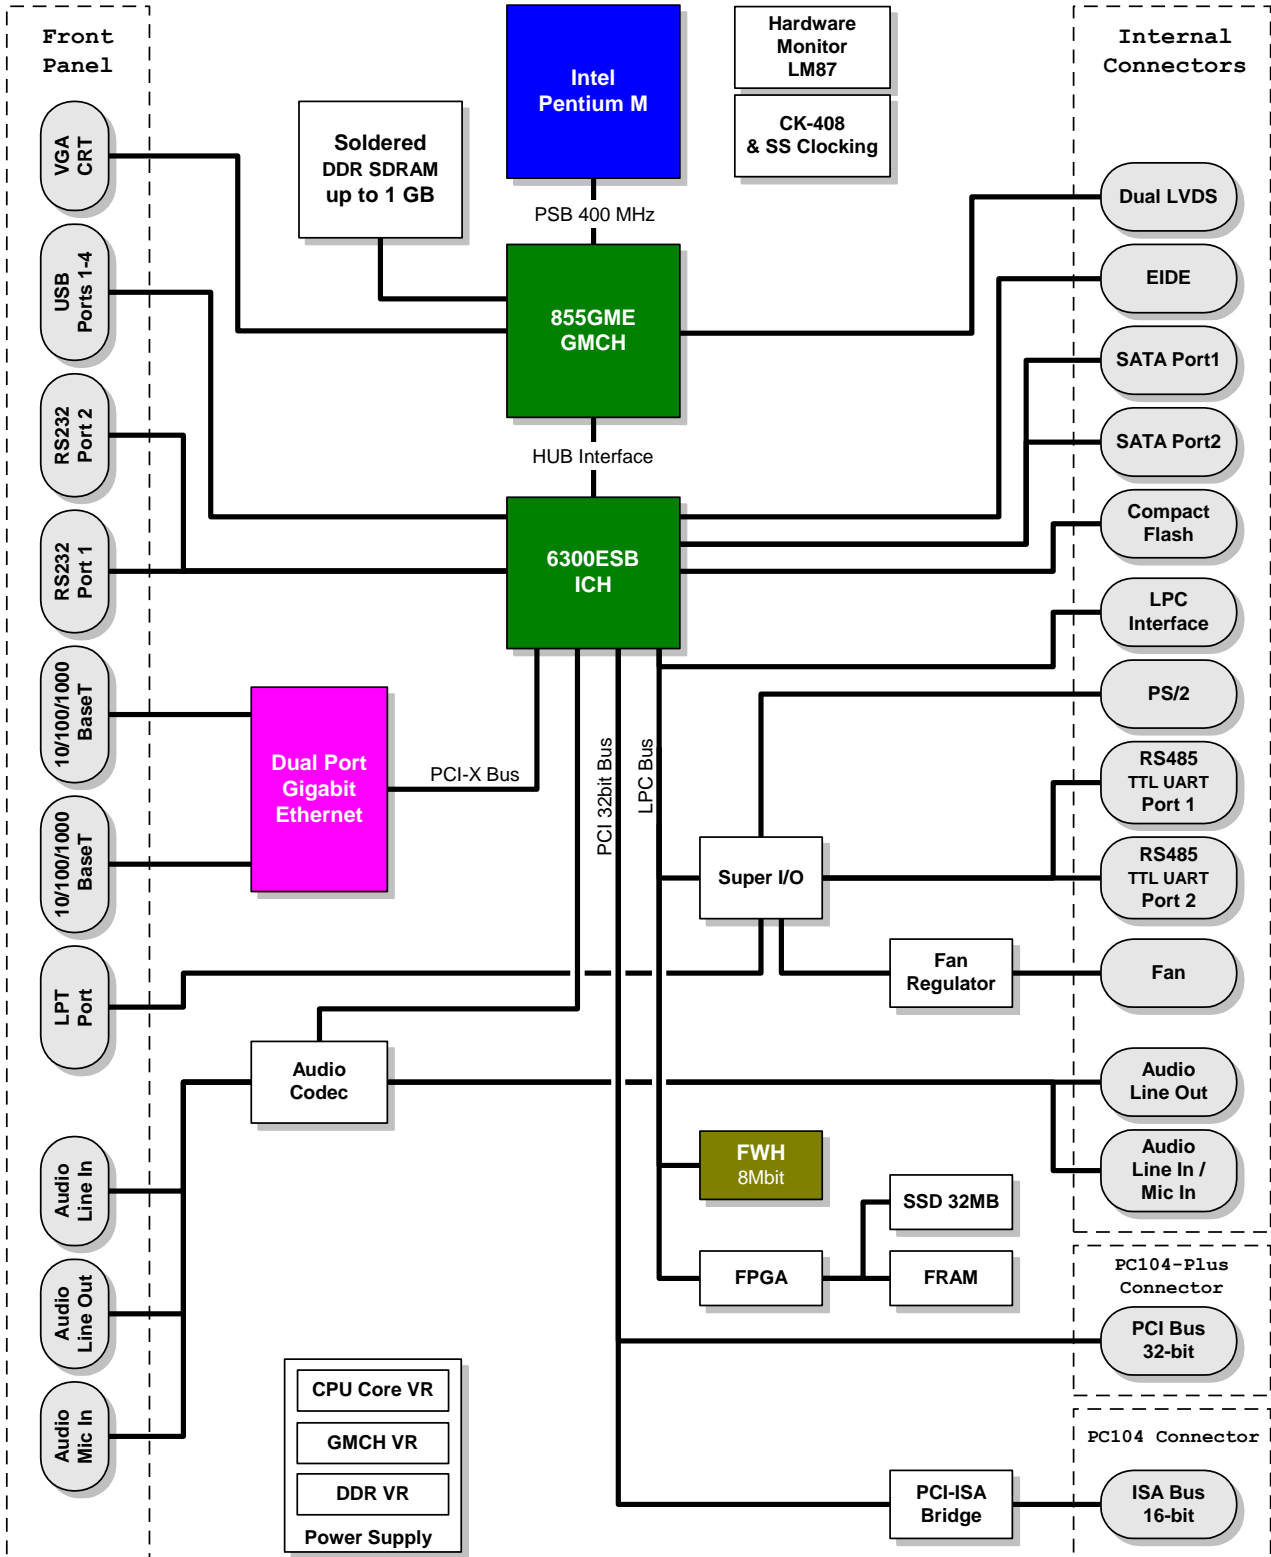 Front
Panel
VGA
CRT
USB
Ports 1-4
RS232
Port 2
RS232
Port 1
10/100/1000
BaseT
10/100/1000
BaseT
LPT
Port
Audio
Line In
Audio
Line Out
Audio
Mic In
Soldered
DDR SDRAM
up to 1 GB
Intel
Pentium M
PSB 400 MHz
855GME
GMCH
HUB Interface
6300ESB
ICH
Hardware
Monitor
LM87
CK-408
& SS Clocking
Dual Port
Gigabit
Ethernet
PCI-X Bus
PCI 32bit Bus
LPC Bus
Super I/O
Fan
Regulator
Audio
Codec
FWH
8Mbit
SSD 32MB
FPGA
FRAM
CPU Core VR
GMCH VR
DDR VR
Power Supply
PCI-ISA
Bridge
Internal
Connectors
Dual LVDS
EIDE
SATA Port1
SATA Port2
Compact
Flash
LPC
Interface
PS/2
RS485
TTL UART
Port 1
RS485
TTL UART
Port 2
Fan
Audio
Line Out
Audio
Line In /
Mic In
PC104-Plus
Connector
PCI Bus
32-bit
PC104 Connector
ISA Bus
16-bit